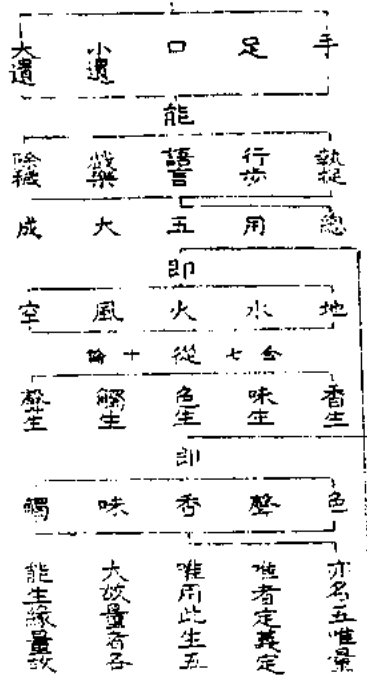 手 足 口 小遺 大遺
能
執捉 行步 語言 戲樂 除穢
總用五大成
即
地 水 火 風 空
金七從十論
香生 味生 色生 觸生 聲生
即
色 聲 香 味 觸
亦名五唯量
唯者定義定
唯用此生五
大故量者各
能生緣量故